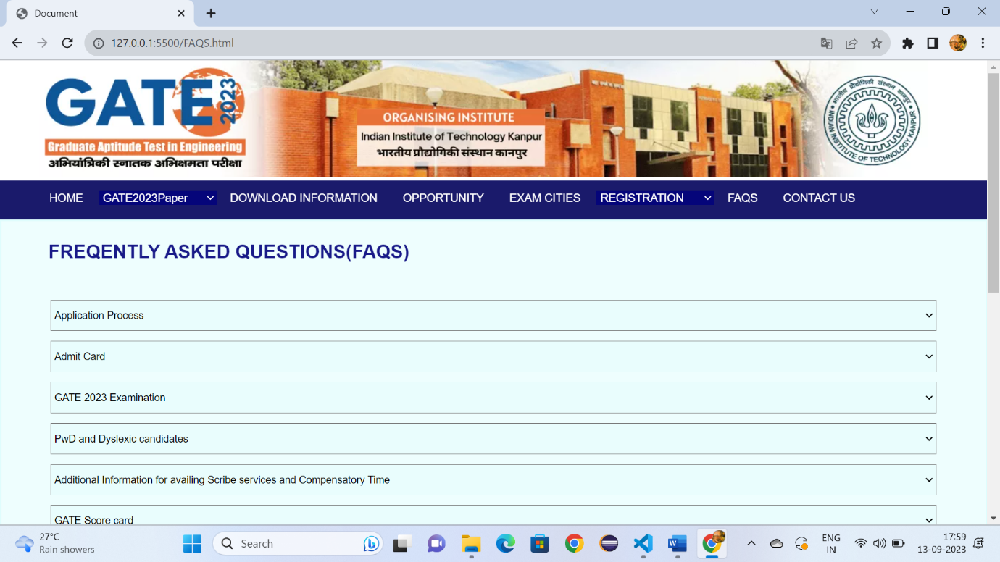 Document
127.0.0.1:5500/FAQS.html
GATE 2023
Graduate Aptitude Test in Engineering
अभियांत्रिकी स्नातक अभिक्षमता परीक्षा
ORGANISING INSTITUTE
Indian Institute of Technology Kanpur
भारतीय प्रौद्योगिकी संस्थान कानपुर
भारतीय प्रौद्योगिकी संस्थान कानपुर
INDIAN INSTITUTE OF TECHNOLOGY KANPUR
HOME GATE2023Paper DOWNLOAD INFORMATION OPPORTUNITY EXAM CITIES REGISTRATION FAQS CONTACT US
FREQENTLY ASKED QUESTIONS(FAQS)
Application Process
Admit Card
GATE 2023 Examination
PwD and Dyslexic candidates
Additional Information for availing Scribe services and Compensatory Time
GATE Score card
27°C
Rain showers
Search
ENG
IN
17:59
13-09-2023